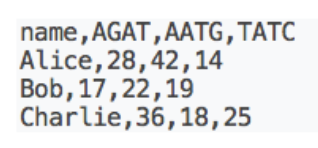 name,AGAT,AATG,TATC
Alice,28,42,14
Bob,17,22,19
Charlie,36,18,25